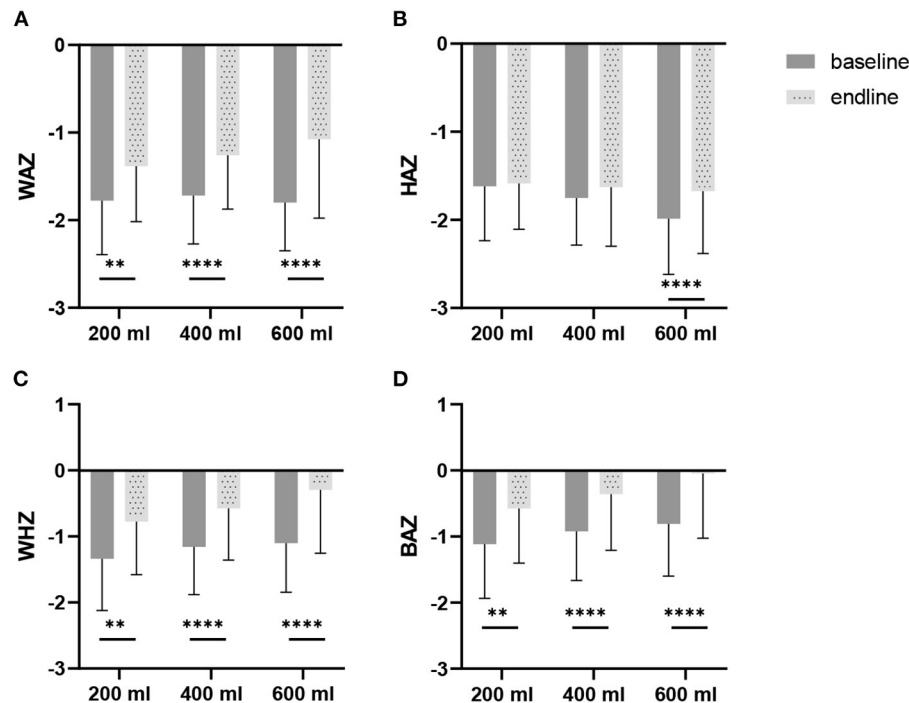 A
B
0
-1
-2
-3
WAZ
** **** ****
200 ml 400 ml 600 ml
0
-1
-2
-3
HAZ
****
200 ml 400 ml 600 ml
baseline
endline
C
D
1
0
-1
-2
-3
WHZ
** **** ****
200 ml 400 ml 600 ml
1
0
-1
-2
-3
BAZ
** **** ****
200 ml 400 ml 600 ml